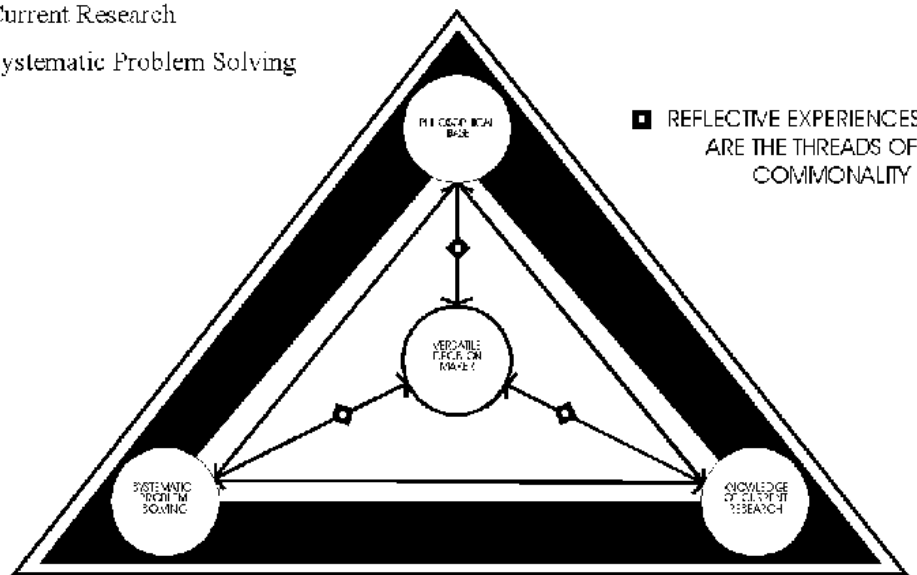 Current Research
Systematic Problem Solving
REFLECTIVE EXPERIENCES
ARE THE THREADS OF
COMMONALITY
PHILOSOPHICAL
BASE
VERSATILE
DECISION
MAKER
SYSTEMATIC
PROBLEM
SOLVING
KNOWLEDGE
OF CURRENT
RESEARCH